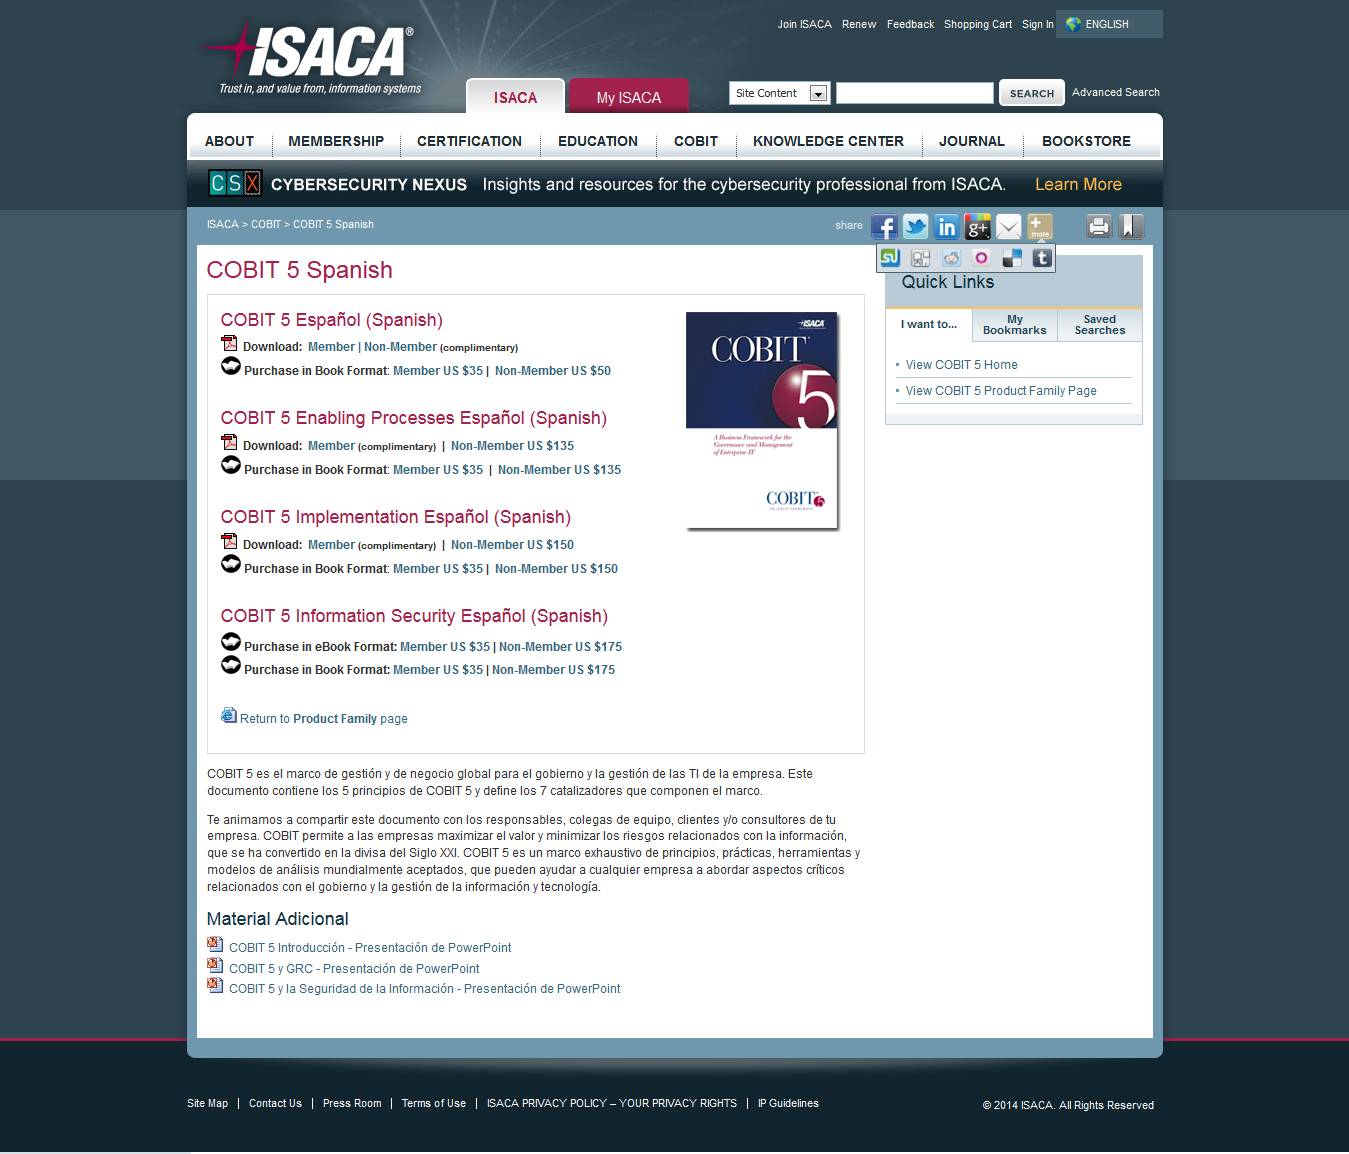 Join ISACA Renew Feedback Shopping Cart Sign In ENGLISH
ISACA®
Trust in, and value from, information systems
ISACA My ISACA Site Content SEARCH Advanced Search
ABOUT MEMBERSHIP CERTIFICATION EDUCATION COBIT KNOWLEDGE CENTER JOURNAL BOOKSTORE
CSX CYBERSECURITY NEXUS Insights and resources for the cybersecurity professional from ISACA. Learn More
ISACA > COBIT > COBIT 5 Spanish share f in g+ more
COBIT 5 Spanish
COBIT 5 Español (Spanish)
Download: Member | Non-Member (complimentary)
Purchase in Book Format: Member US $35 | Non-Member US $50
COBIT 5 Enabling Processes Español (Spanish)
Download: Member (complimentary) | Non-Member US $135
Purchase in Book Format: Member US $35 | Non-Member US $135
COBIT 5 Implementation Español (Spanish)
Download: Member (complimentary) | Non-Member US $150
Purchase in Book Format: Member US $35 | Non-Member US $150
COBIT 5 Information Security Español (Spanish)
Purchase in eBook Format: Member US $35 | Non-Member US $175
Purchase in Book Format: Member US $35 | Non-Member US $175
Return to Product Family page
ISACA
COBIT 5
A Business Framework for the
Governance and Management
of Enterprise IT
COBIT 5
AN ISACA FRAMEWORK
Quick Links
I want to... My Bookmarks Saved Searches
View COBIT 5 Home
View COBIT 5 Product Family Page
COBIT 5 es el marco de gestión y de negocio global para el gobierno y la gestión de las TI de la empresa. Este
documento contiene los 5 principios de COBIT 5 y define los 7 catalizadores que componen el marco.
Te animamos a compartir este documento con los responsables, colegas de equipo, clientes y/o consultores de tu
empresa. COBIT permite a las empresas maximizar el valor y minimizar los riesgos relacionados con la información,
que se ha convertido en la divisa del Siglo XXI. COBIT 5 es un marco exhaustivo de principios, prácticas, herramientas y
modelos de análisis mundialmente aceptados, que pueden ayudar a cualquier empresa a abordar aspectos críticos
relacionados con el gobierno y la gestión de la información y tecnología.
Material Adicional
COBIT 5 Introducción - Presentación de PowerPoint
COBIT 5 y GRC - Presentación de PowerPoint
COBIT 5 y la Seguridad de la Información - Presentación de PowerPoint
Site Map | Contact Us | Press Room | Terms of Use | ISACA PRIVACY POLICY – YOUR PRIVACY RIGHTS | IP Guidelines
© 2014 ISACA. All Rights Reserved